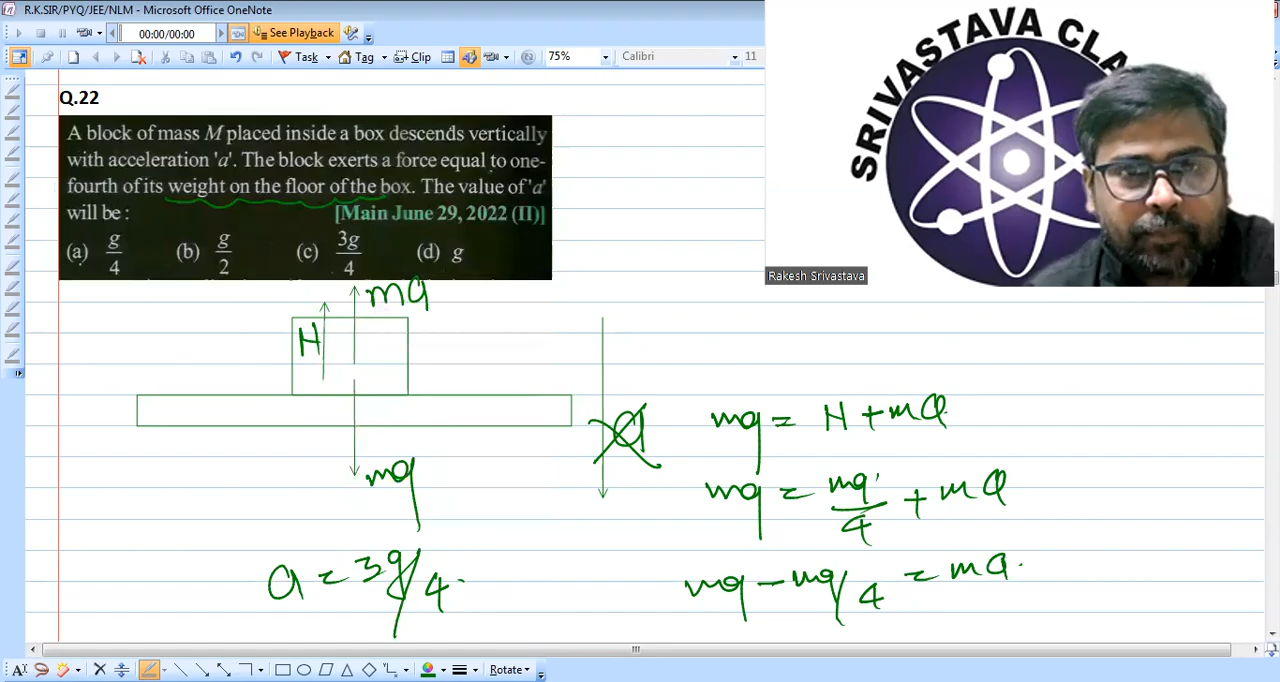 R.K.SIR/PYQ/JEE/NLM - Microsoft Office OneNote
00:00/00:00 See Playback
Task Tag Clip 75% Calibri 11
SRIVASTAVA CLA
Rakesh Srivastava
Q.22
A block of mass M placed inside a box descends vertically
with acceleration 'a'. The block exerts a force equal to one-
fourth of its weight on the floor of the box. The value of 'a'
will be : [Main June 29, 2022 (II)]
(a) g/4 (b) g/2 (c) 3g/4 (d) g
ma
N
mg
a
a = 3g/4
mg = N + ma
mg = mg/4 + ma
mg - mg/4 = ma
Rotate